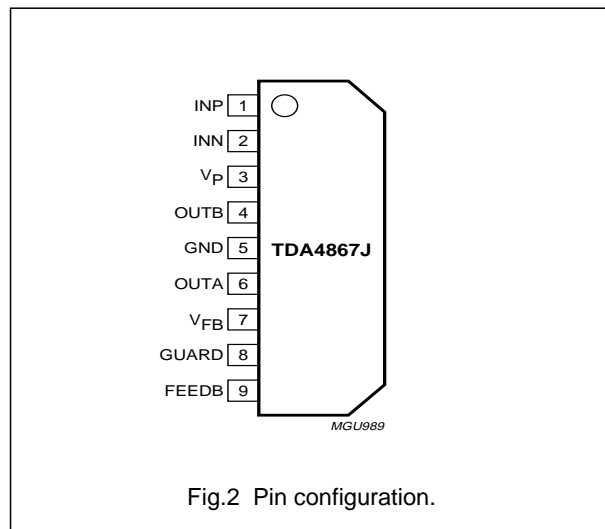 INP 1
INN 2
VP 3
OUTB 4
GND 5
TDA4867J
OUTA 6
VFB 7
GUARD 8
FEEDB 9
MGU989
Fig.2 Pin configuration.